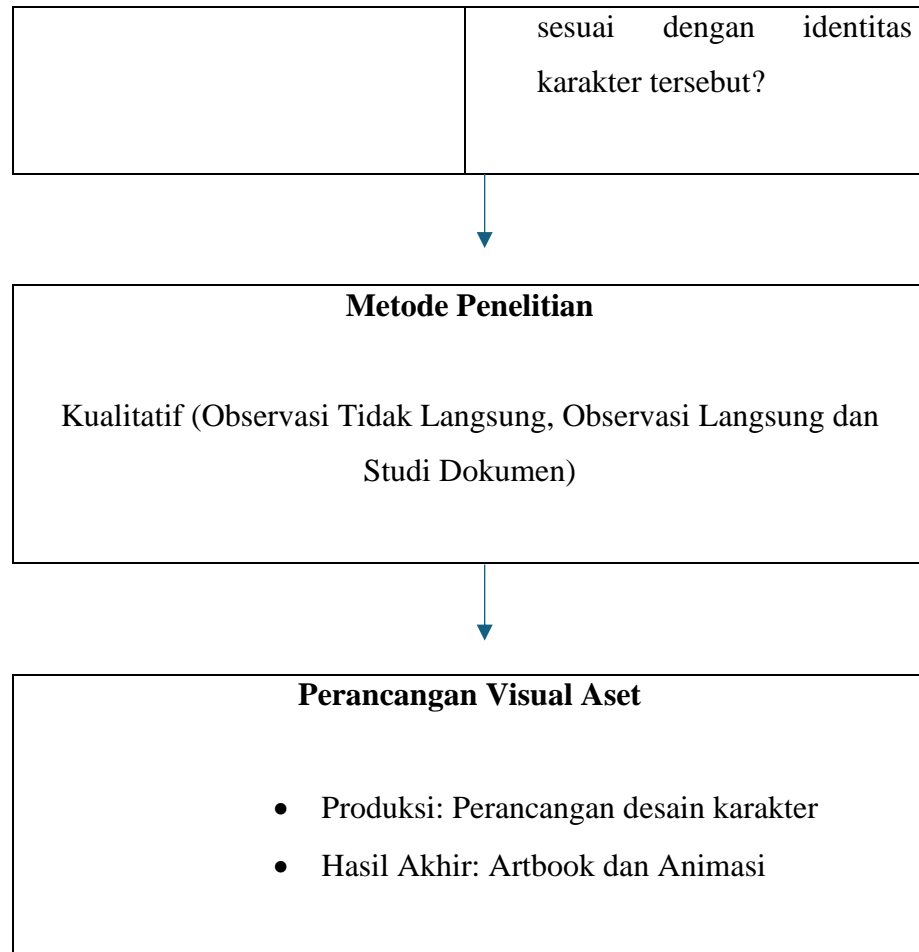 sesuai dengan identitas
karakter tersebut?
Metode Penelitian
Kualitatif (Observasi Tidak Langsung, Observasi Langsung dan
Studi Dokumen)
Perancangan Visual Aset
• Produksi: Perancangan desain karakter
• Hasil Akhir: Artbook dan Animasi